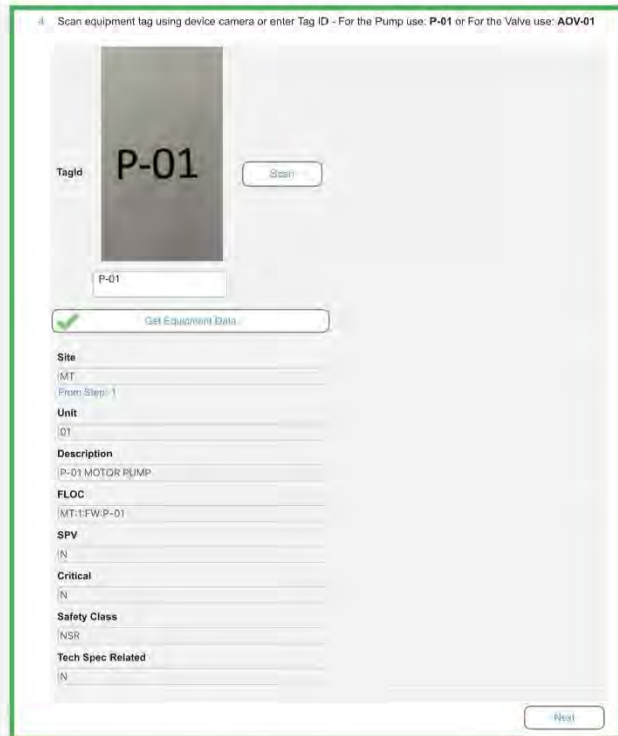 4 Scan equipment tag using device camera or enter Tag ID - For the Pump use: P-01 or For the Valve use: AOV-01
P-01
TagId
Scan
P-01
Get Equipment Data
Site
MT
From Step: 1
Unit
01
Description
P-01 MOTOR PUMP
FLOC
MT:1:FW:P-01
SPV
N
Critical
N
Safety Class
NSR
Tech Spec Related
N
Next